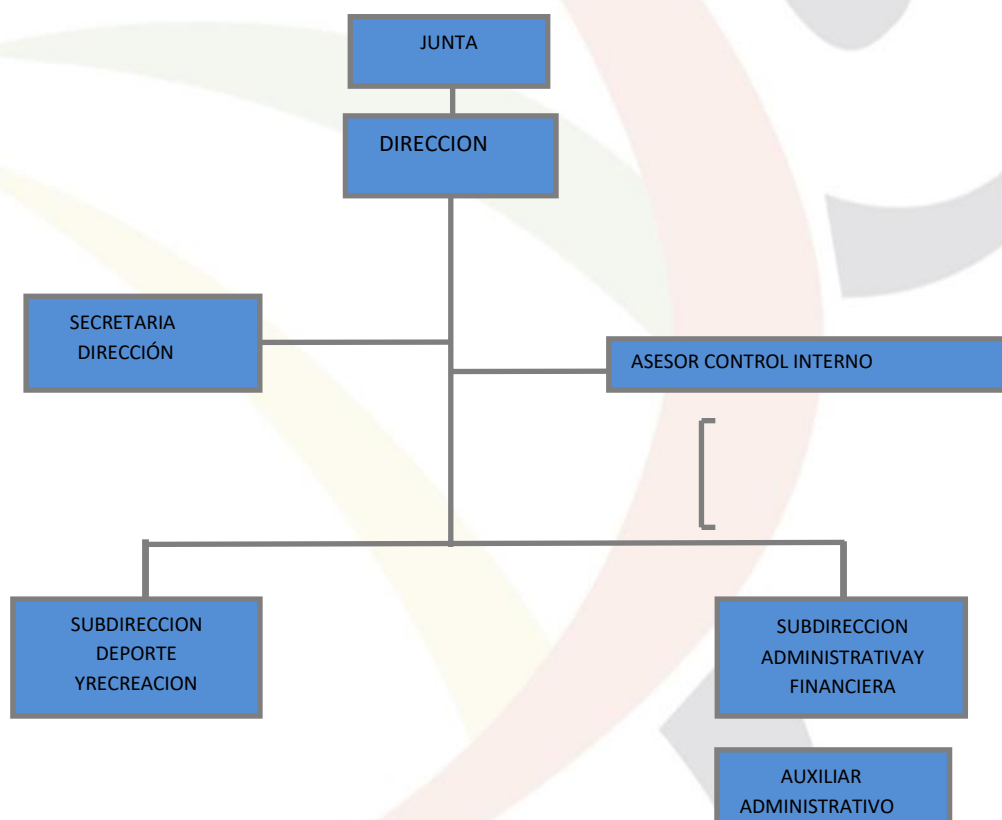 JUNTA
DIRECCION
SECRETARIA
DIRECCIÓN
ASESOR CONTROL INTERNO
SUBDIRECCION
DEPORTE
YRECREACION
SUBDIRECCION
ADMINISTRATIVAY
FINANCIERA
AUXILIAR
ADMINISTRATIVO